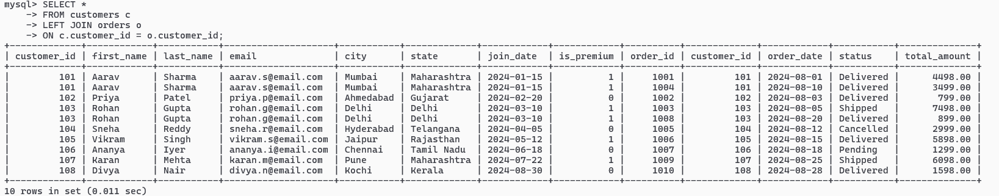 mysql> SELECT *
    -> FROM customers c
    -> LEFT JOIN orders o
    -> ON c.customer_id = o.customer_id;
+-------------+------------+-----------+--------------------+------------+-------------+------------+------------+----------+-------------+------------+-----------+--------------+
| customer_id | first_name | last_name | email              | city      | state       | join_date  | is_premium | order_id | customer_id | order_date | status    | total_amount |
+-------------+------------+-----------+--------------------+------------+-------------+------------+------------+----------+-------------+------------+-----------+--------------+
|         101 | Aarav      | Sharma    | aarav.s@email.com  | Mumbai    | Maharashtra | 2024-01-15 |          1 |     1001 |         101 | 2024-08-01 | Delivered |      4498.00 |
|         101 | Aarav      | Sharma    | aarav.s@email.com  | Mumbai    | Maharashtra | 2024-01-15 |          1 |     1004 |         101 | 2024-08-10 | Delivered |      3499.00 |
|         102 | Priya      | Patel     | priya.p@email.com  | Ahmedabad | Gujarat     | 2024-02-20 |          0 |     1002 |         102 | 2024-08-03 | Delivered |       799.00 |
|         103 | Rohan      | Gupta     | rohan.g@email.com  | Delhi     | Delhi       | 2024-03-10 |          1 |     1003 |         103 | 2024-08-05 | Shipped   |      7498.00 |
|         103 | Rohan      | Gupta     | rohan.g@email.com  | Delhi     | Delhi       | 2024-03-10 |          1 |     1008 |         103 | 2024-08-20 | Delivered |       899.00 |
|         104 | Sneha      | Reddy     | sneha.r@email.com  | Hyderabad | Telangana   | 2024-04-05 |          0 |     1005 |         104 | 2024-08-12 | Cancelled |      2999.00 |
|         105 | Vikram     | Singh     | vikram.s@email.com | Jaipur    | Rajasthan   | 2024-05-12 |          1 |     1006 |         105 | 2024-08-15 | Delivered |      5898.00 |
|         106 | Ananya     | Iyer      | ananya.i@email.com | Chennai   | Tamil Nadu  | 2024-06-18 |          0 |     1007 |         106 | 2024-08-18 | Pending   |      1299.00 |
|         107 | Karan      | Mehta     | karan.m@email.com  | Pune      | Maharashtra | 2024-07-22 |          1 |     1009 |         107 | 2024-08-25 | Shipped   |      6098.00 |
|         108 | Divya      | Nair      | divya.n@email.com  | Kochi     | Kerala      | 2024-08-30 |          0 |     1010 |         108 | 2024-08-28 | Delivered |      1598.00 |
+-------------+------------+-----------+--------------------+------------+-------------+------------+------------+----------+-------------+------------+-----------+--------------+
10 rows in set (0.011 sec)